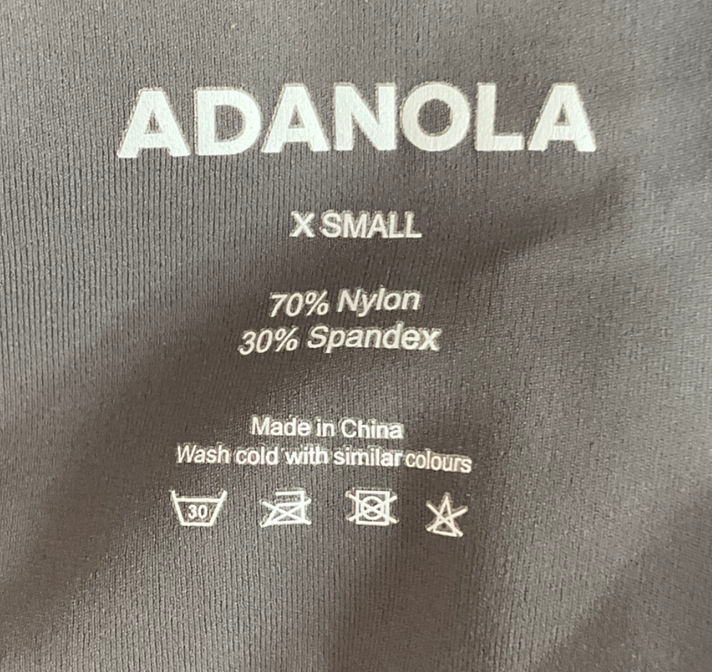 ADANOLA
X SMALL
70% Nylon
30% Spandex
Made in China
Wash cold with similar colours
30